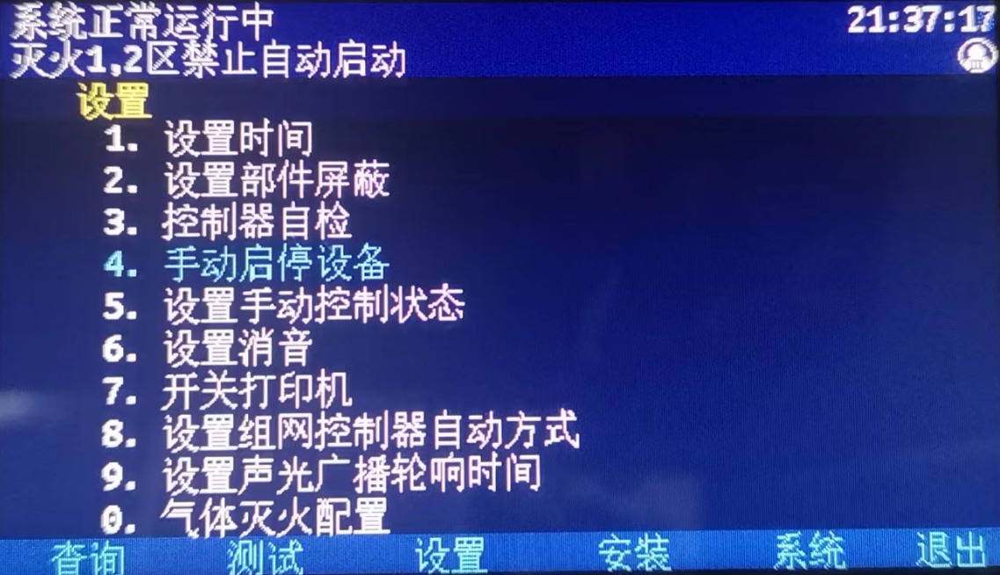 系统正常运行中 21:37:17
灭火1,2区禁止自动启动
设置
1. 设置时间
2. 设置部件屏蔽
3. 控制器自检
4. 手动启停设备
5. 设置手动控制状态
6. 设置消音
7. 开关打印机
8. 设置组网控制器自动方式
9. 设置声光广播轮响时间
0. 气体灭火配置
查询 测试 设置 安装 系统 退出